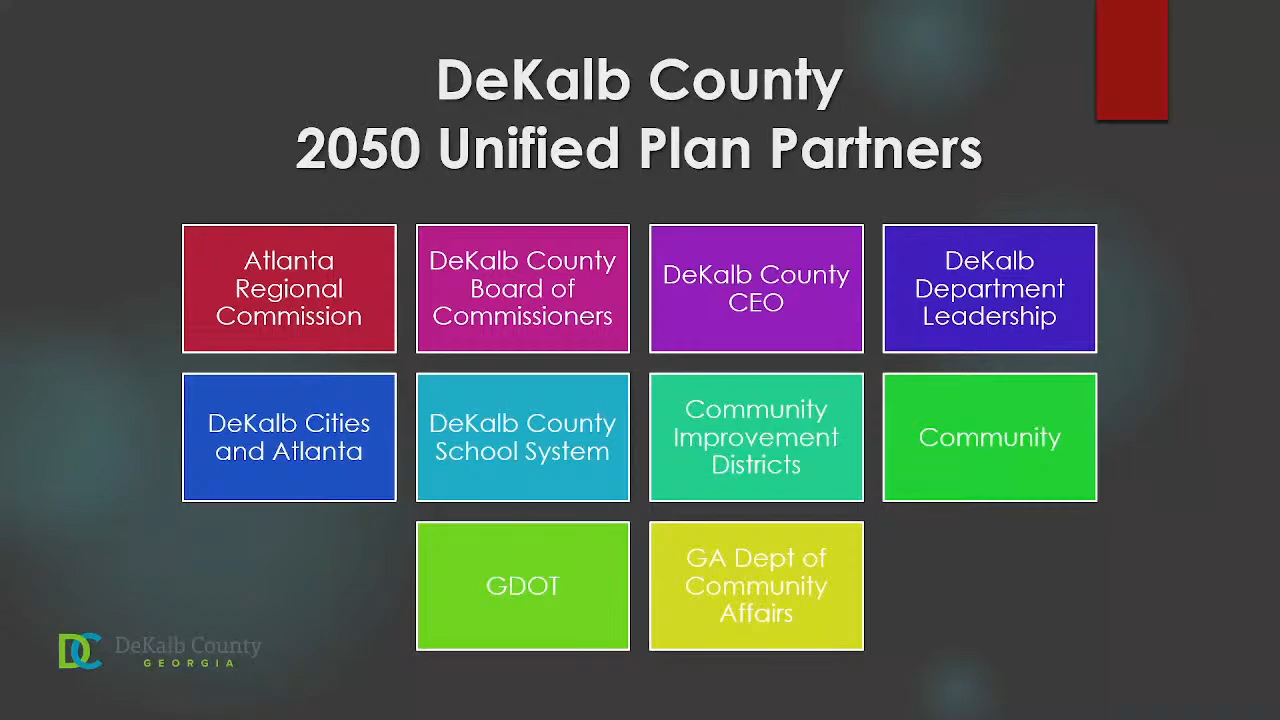 DeKalb County
2050 Unified Plan Partners
Atlanta
Regional
Commission
DeKalb County
Board of
Commissioners
DeKalb County
CEO
DeKalb
Department
Leadership
DeKalb Cities
and Atlanta
DeKalb County
School System
Community
Improvement
Districts
Community
GDOT
GA Dept of
Community
Affairs
DC DeKalb County
GEORGIA